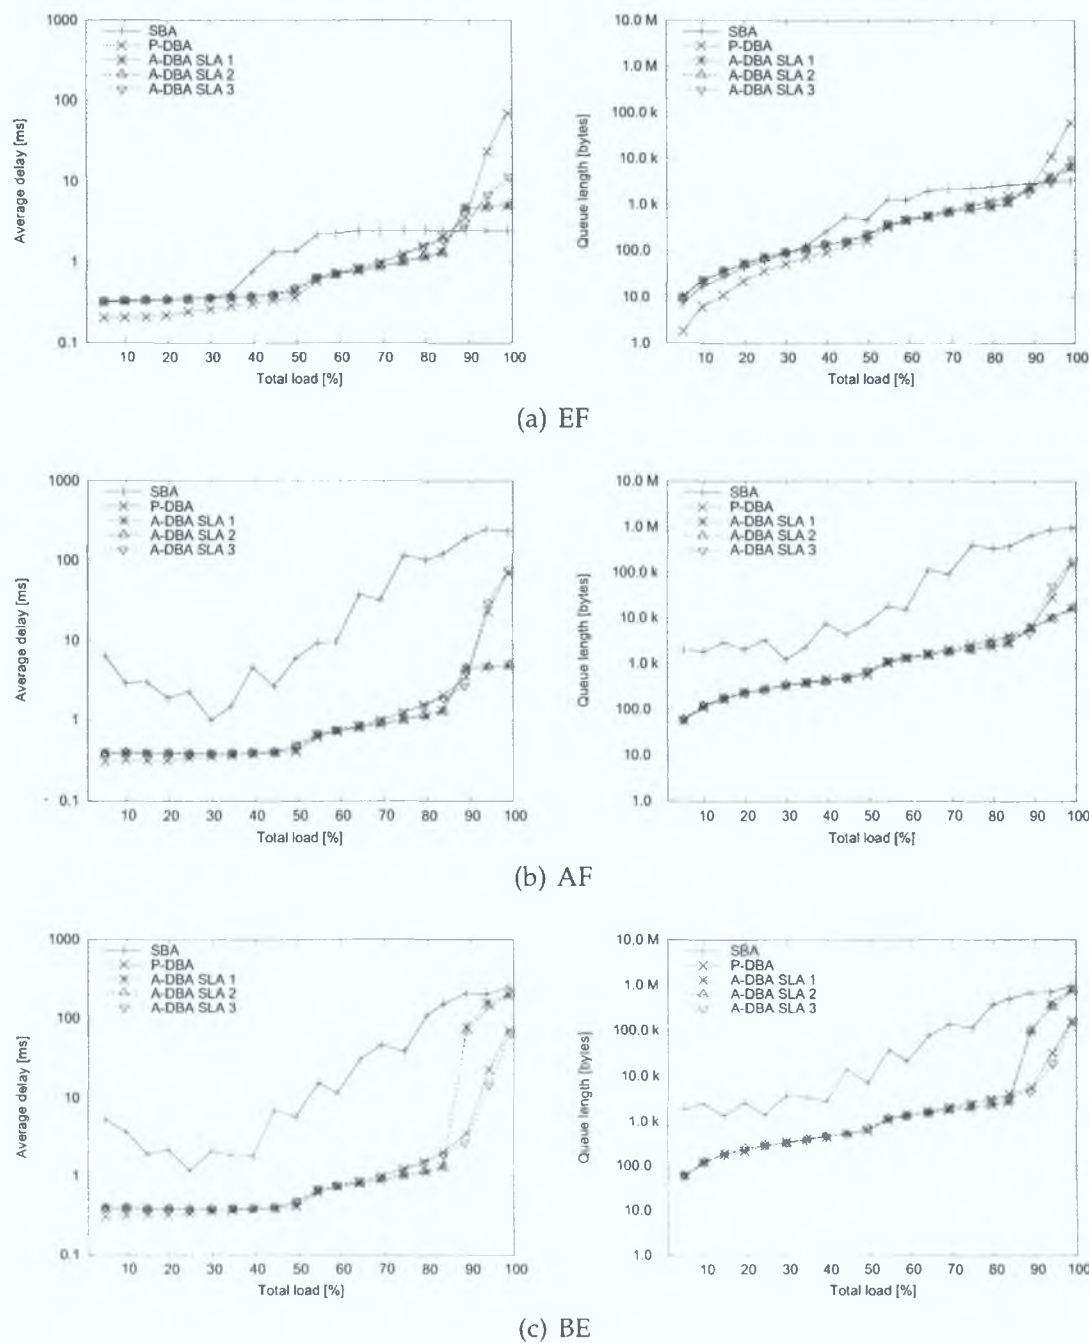 1000
100
10
1
0.1
Average delay [ms]
SBA
P-DBA
A-DBA SLA 1
A-DBA SLA 2
A-DBA SLA 3
10 20 30 40 50 60 70 80 90 100
Total load [%]
10.0 M
1.0 M
100.0 k
10.0 k
1.0 k
100.0
10.0
1.0
Queue length [bytes]
SBA
P-DBA
A-DBA SLA 1
A-DBA SLA 2
A-DBA SLA 3
10 20 30 40 50 60 70 80 90 100
Total load [%]
(a) EF
1000
100
10
1
0.1
Average delay [ms]
SBA
P-DBA
A-DBA SLA 1
A-DBA SLA 2
A-DBA SLA 3
10 20 30 40 50 60 70 80 90 100
Total load [%]
10.0 M
1.0 M
100.0 k
10.0 k
1.0 k
100.0
10.0
1.0
Queue length [bytes]
SBA
P-DBA
A-DBA SLA 1
A-DBA SLA 2
A-DBA SLA 3
10 20 30 40 50 60 70 80 90 100
Total load [%]
(b) AF
1000
100
10
1
0.1
Average delay [ms]
SBA
P-DBA
A-DBA SLA 1
A-DBA SLA 2
A-DBA SLA 3
10 20 30 40 50 60 70 80 90 100
Total load [%]
10.0 M
1.0 M
100.0 k
10.0 k
1.0 k
100.0
10.0
1.0
Queue length [bytes]
SBA
P-DBA
A-DBA SLA 1
A-DBA SLA 2
A-DBA SLA 3
10 20 30 40 50 60 70 80 90 100
Total load [%]
(c) BE